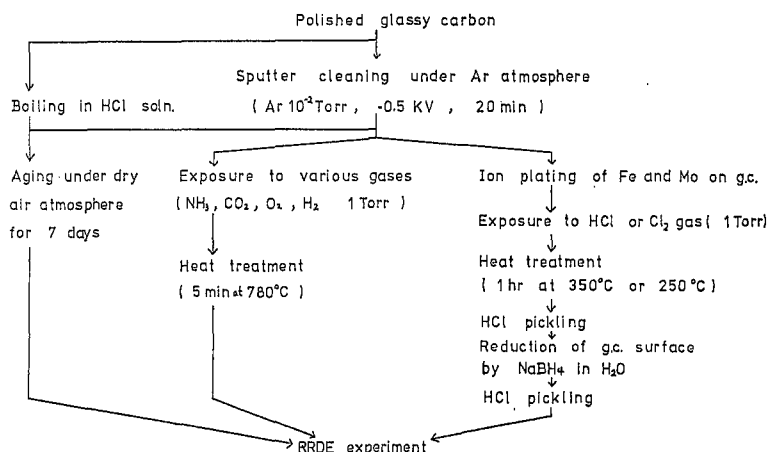 Polished glassy carbon
Sputter cleaning under Ar atmosphere
Boiling in HCl soln.
( Ar 10⁻² Torr , -0.5 KV , 20 min )
Aging under dry
air atmosphere
for 7 days
Exposure to various gases
( NH₃, CO₂, O₂, H₂ 1 Torr )
Heat treatment
( 5 min at 780°C )
Ion plating of Fe and Mo on g.c.
Exposure to HCl or Cl₂ gas ( 1 Torr)
Heat treatment
( 1 hr at 350°C or 250°C )
HCl pickling
Reduction of g.c. surface
by NaBH₄ in H₂O
HCl pickling
RRDE experiment